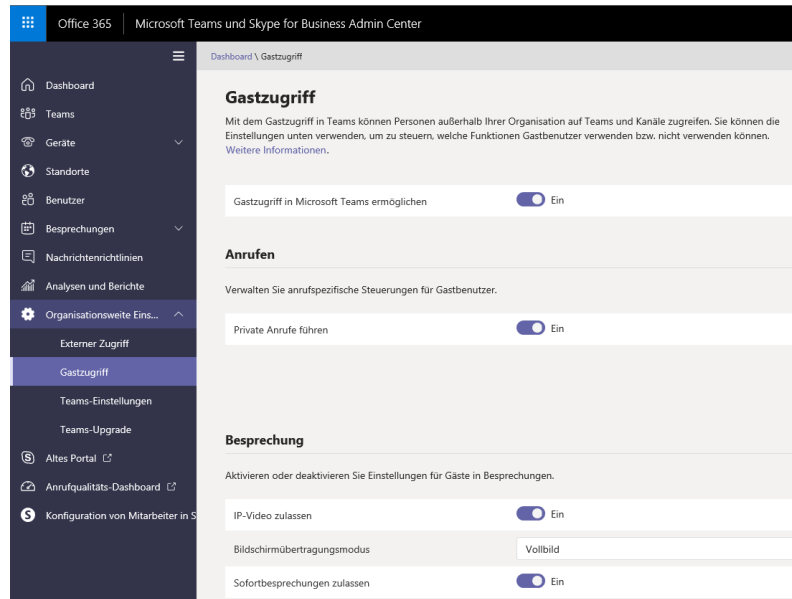 Office 365
Microsoft Teams und Skype for Business Admin Center
Dashboard \ Gastzugriff
Dashboard
Teams
Geräte
Standorte
Benutzer
Besprechungen
Nachrichtenrichtlinien
Analysen und Berichte
Organisationsweite Eins...
Externer Zugriff
Gastzugriff
Teams-Einstellungen
Teams-Upgrade
Altes Portal
Anrufqualitäts-Dashboard
Konfiguration von Mitarbeiter in S
Gastzugriff
Mit dem Gastzugriff in Teams können Personen außerhalb Ihrer Organisation auf Teams und Kanäle zugreifen. Sie können die
Einstellungen unten verwenden, um zu steuern, welche Funktionen Gastbenutzer verwenden bzw. nicht verwenden können.
Weitere Informationen.
Gastzugriff in Microsoft Teams ermöglichen Ein
Anrufen
Verwalten Sie anrufspezifische Steuerungen für Gastbenutzer.
Private Anrufe führen Ein
Besprechung
Aktivieren oder deaktivieren Sie Einstellungen für Gäste in Besprechungen.
IP-Video zulassen Ein
Bildschirmübertragungsmodus Vollbild
Sofortbesprechungen zulassen Ein